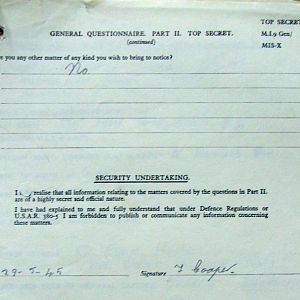 TOP SECRET
GENERAL QUESTIONNAIRE. PART II. TOP SECRET.
M.I.9 Gen/
(continued)
MIS-X
you any other matter of any kind you wish to bring to notice?
No.
SECURITY UNDERTAKING.
I realise that all information relating to the matters covered by the questions in Part II.
are of a highly secret and official nature.
I have had explained to me and fully understand that under Defence Regulations or
U.S.A.R. 380-5 I am forbidden to publish or communicate any information concerning
these matters.
29-5-45
Signature Cooper.